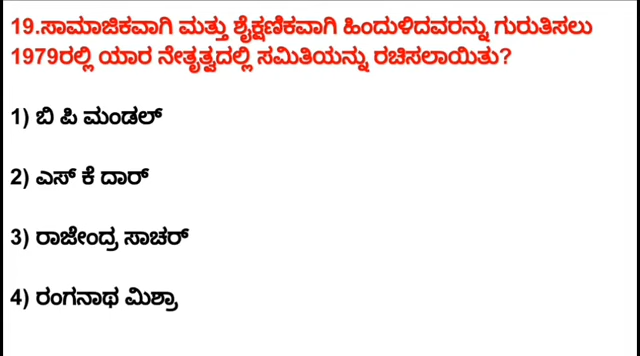 19.ಸಾಮಾಜಿಕವಾಗಿ ಮತ್ತು ಶೈಕ್ಷಣಿಕವಾಗಿ ಹಿಂದುಳಿದವರನ್ನು ಗುರುತಿಸಲು
1979ರಲ್ಲಿ ಯಾರ ನೇತೃತ್ವದಲ್ಲಿ ಸಮಿತಿಯನ್ನು ರಚಿಸಲಾಯಿತು?
1) ಬಿ ಪಿ ಮಂಡಲ್
2) ಎಸ್ ಕೆ ದಾರ್
3) ರಾಜೇಂದ್ರ ಸಾಚರ್
4) ರಂಗನಾಥ ಮಿಶ್ರಾ